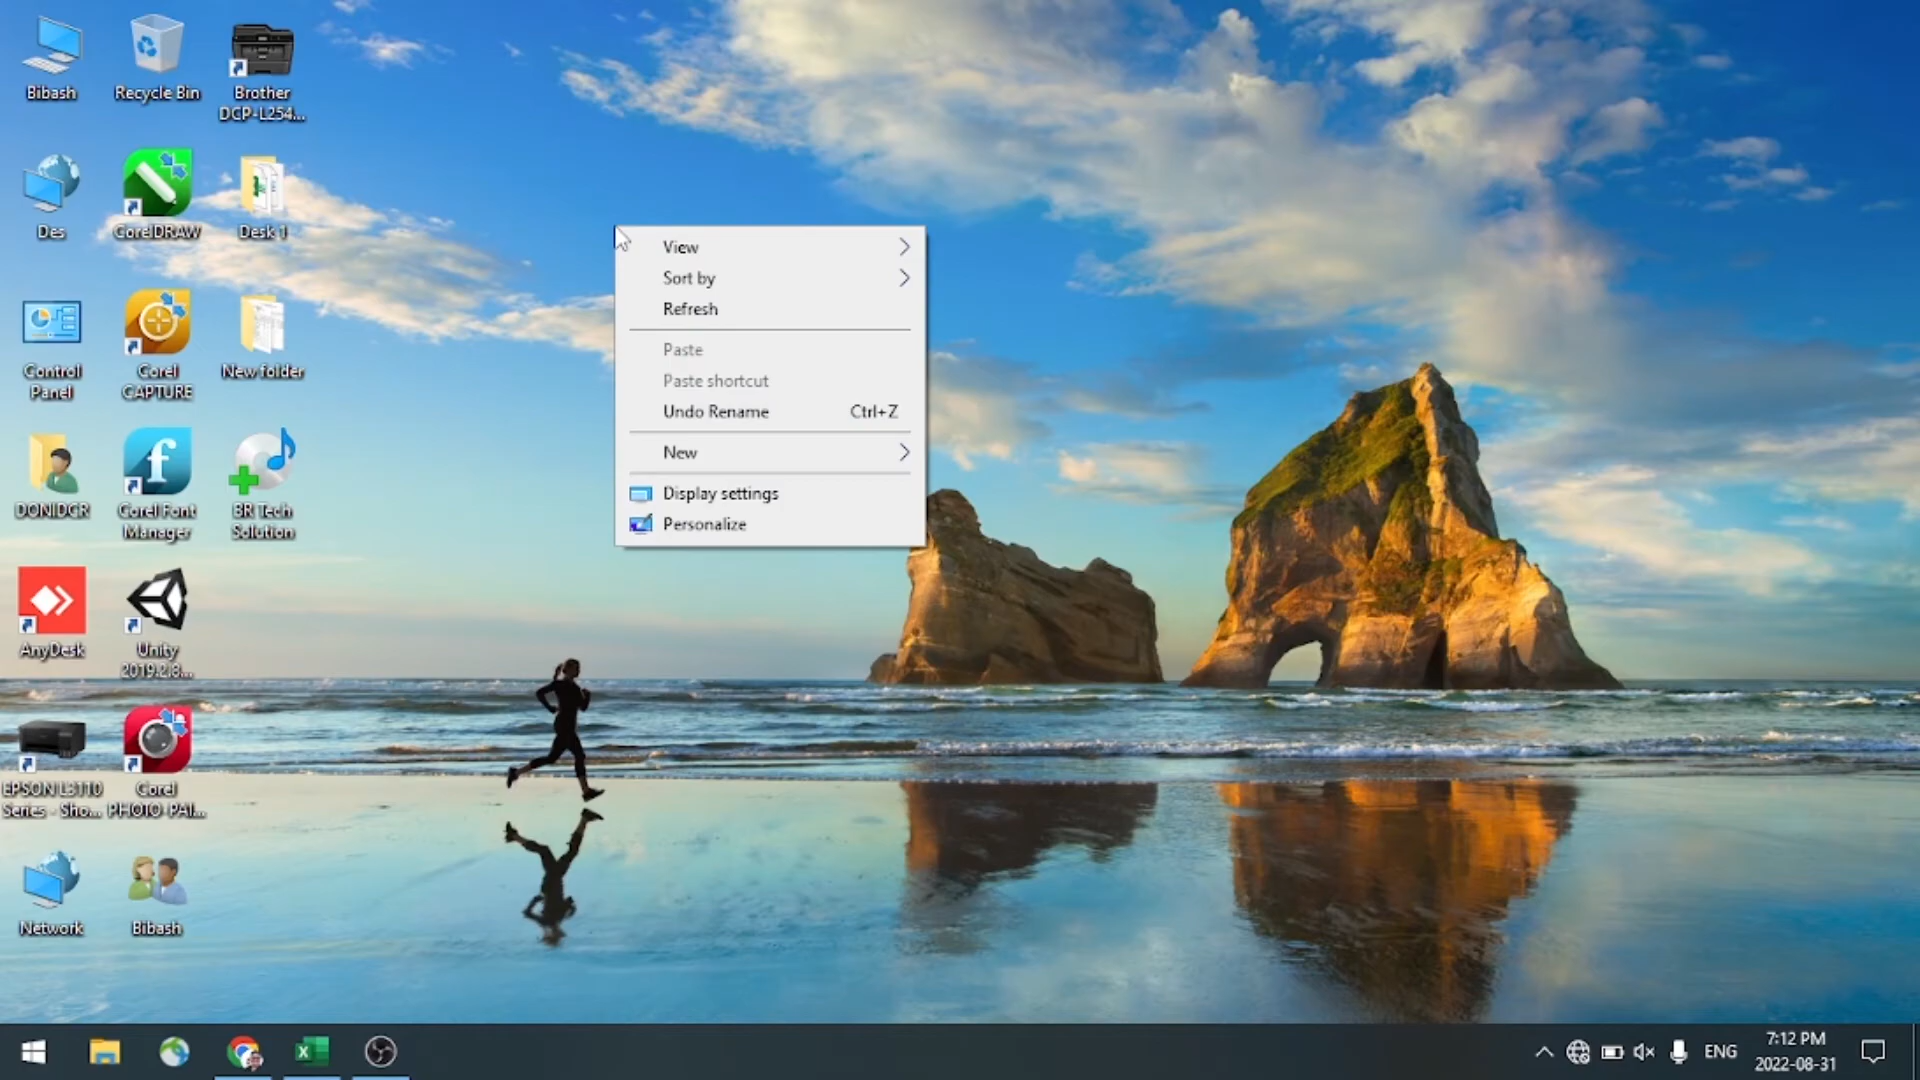 Bibash
Recycle Bin
Brother
DCP-L254...
Des
CorelDRAW
Desk 1
Control
Panel
Corel
CAPTURE
New folder
DONIDCR
Corel Font
Manager
BR Tech
Solution
AnyDesk
Unity
2019.2.8...
EPSON L3110
Series - Sho...
Corel
PHOTO-PAI...
Network
Bibash
View
Sort by
Refresh
Paste
Paste shortcut
Undo Rename Ctrl+Z
New
Display settings
Personalize
ENG
7:12 PM
2022-08-31